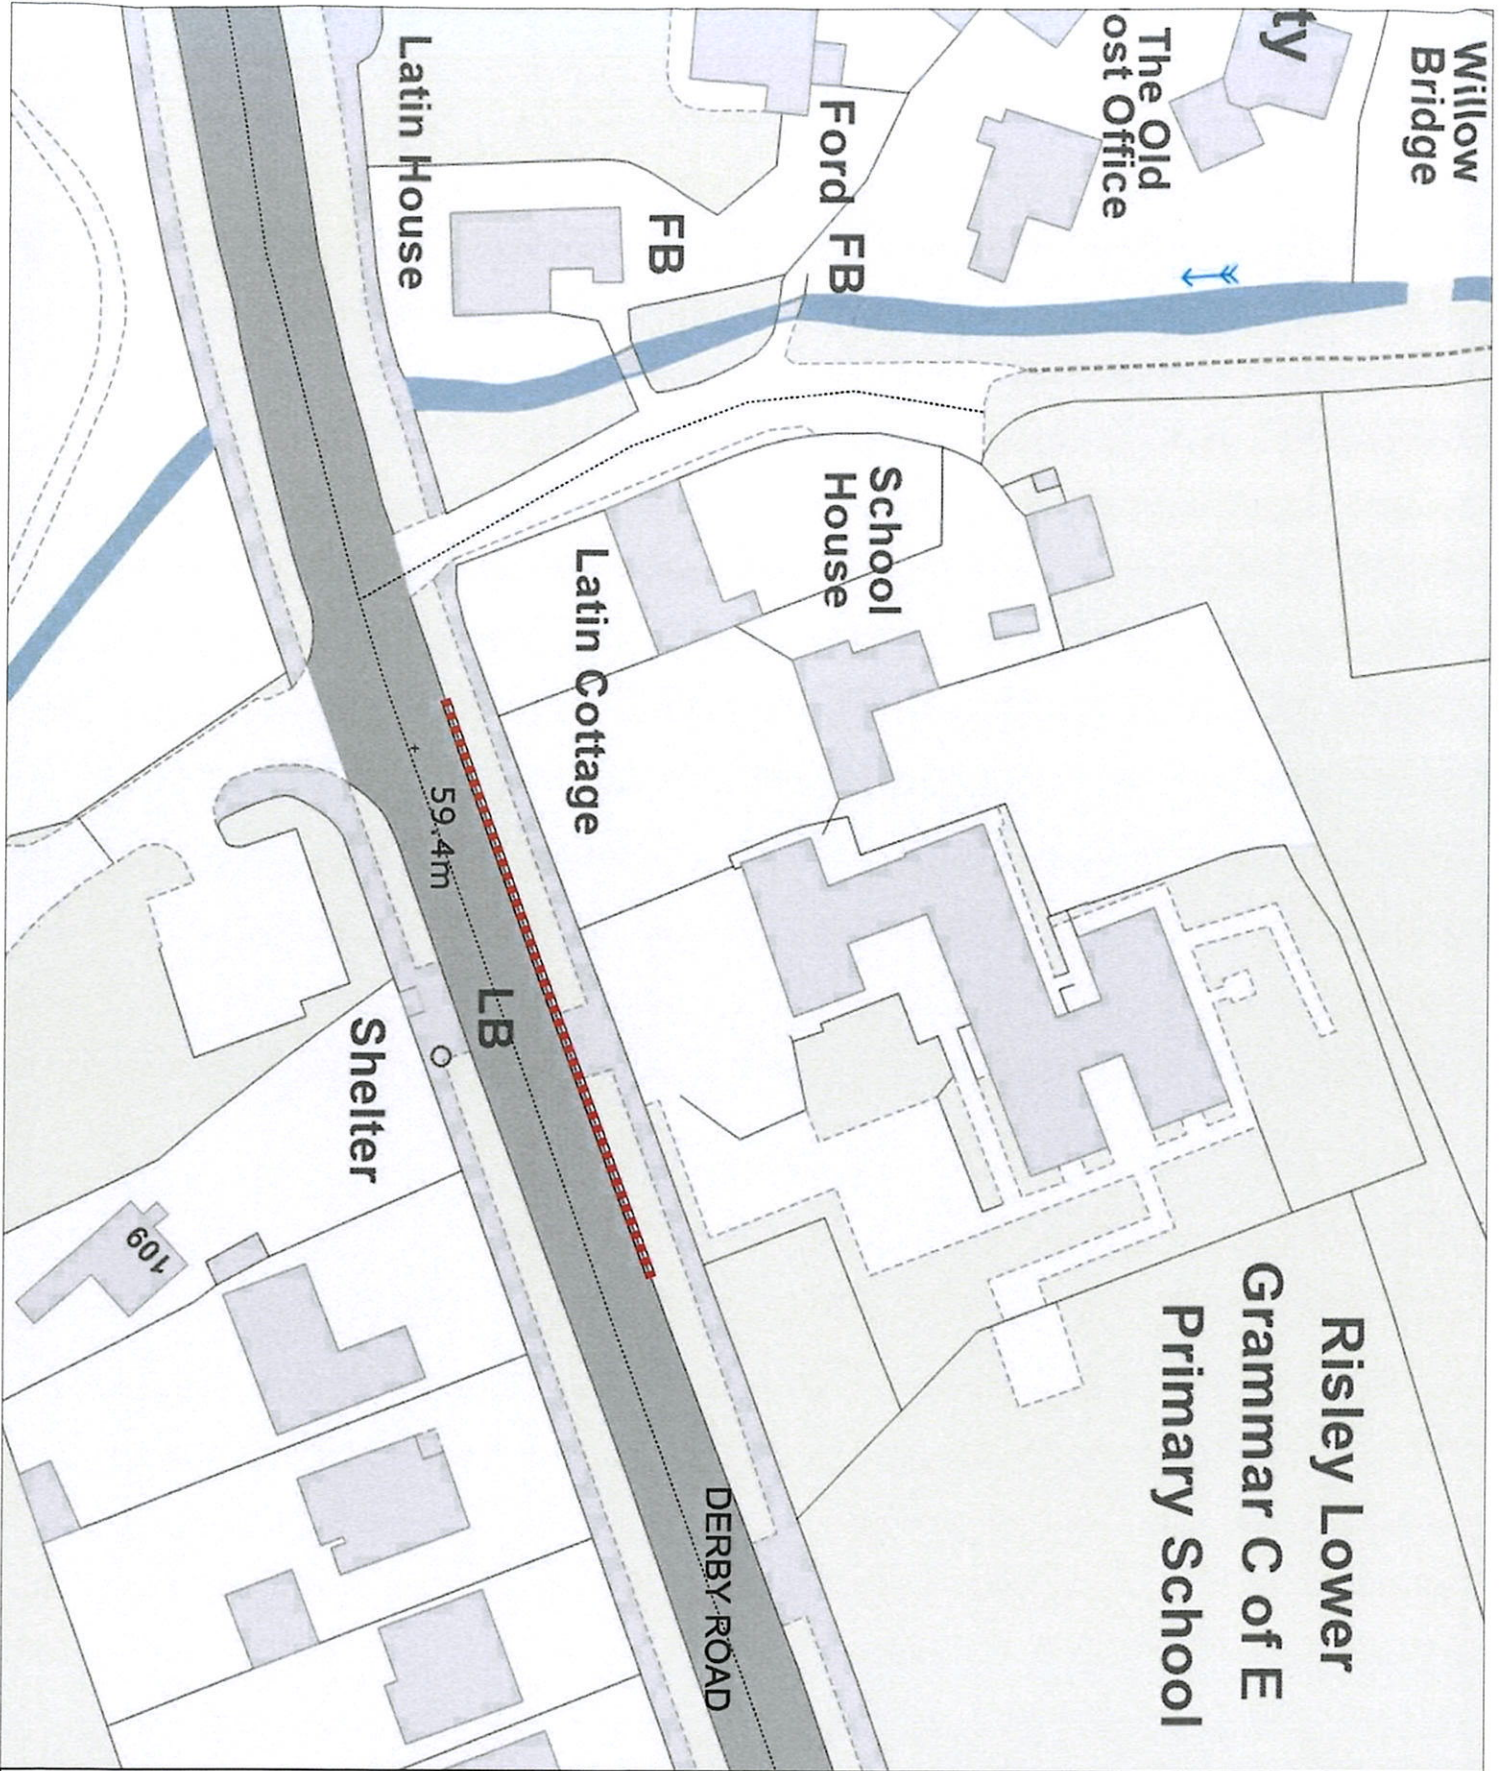 Willow
Bridge
ty
The Old
ost Office
Ford
FB
FB
Latin House
School
House
Latin Cottage
59.4m
LB
Shelter
109
Risley Lower
Grammar C of E
Primary School
DERBY ROAD